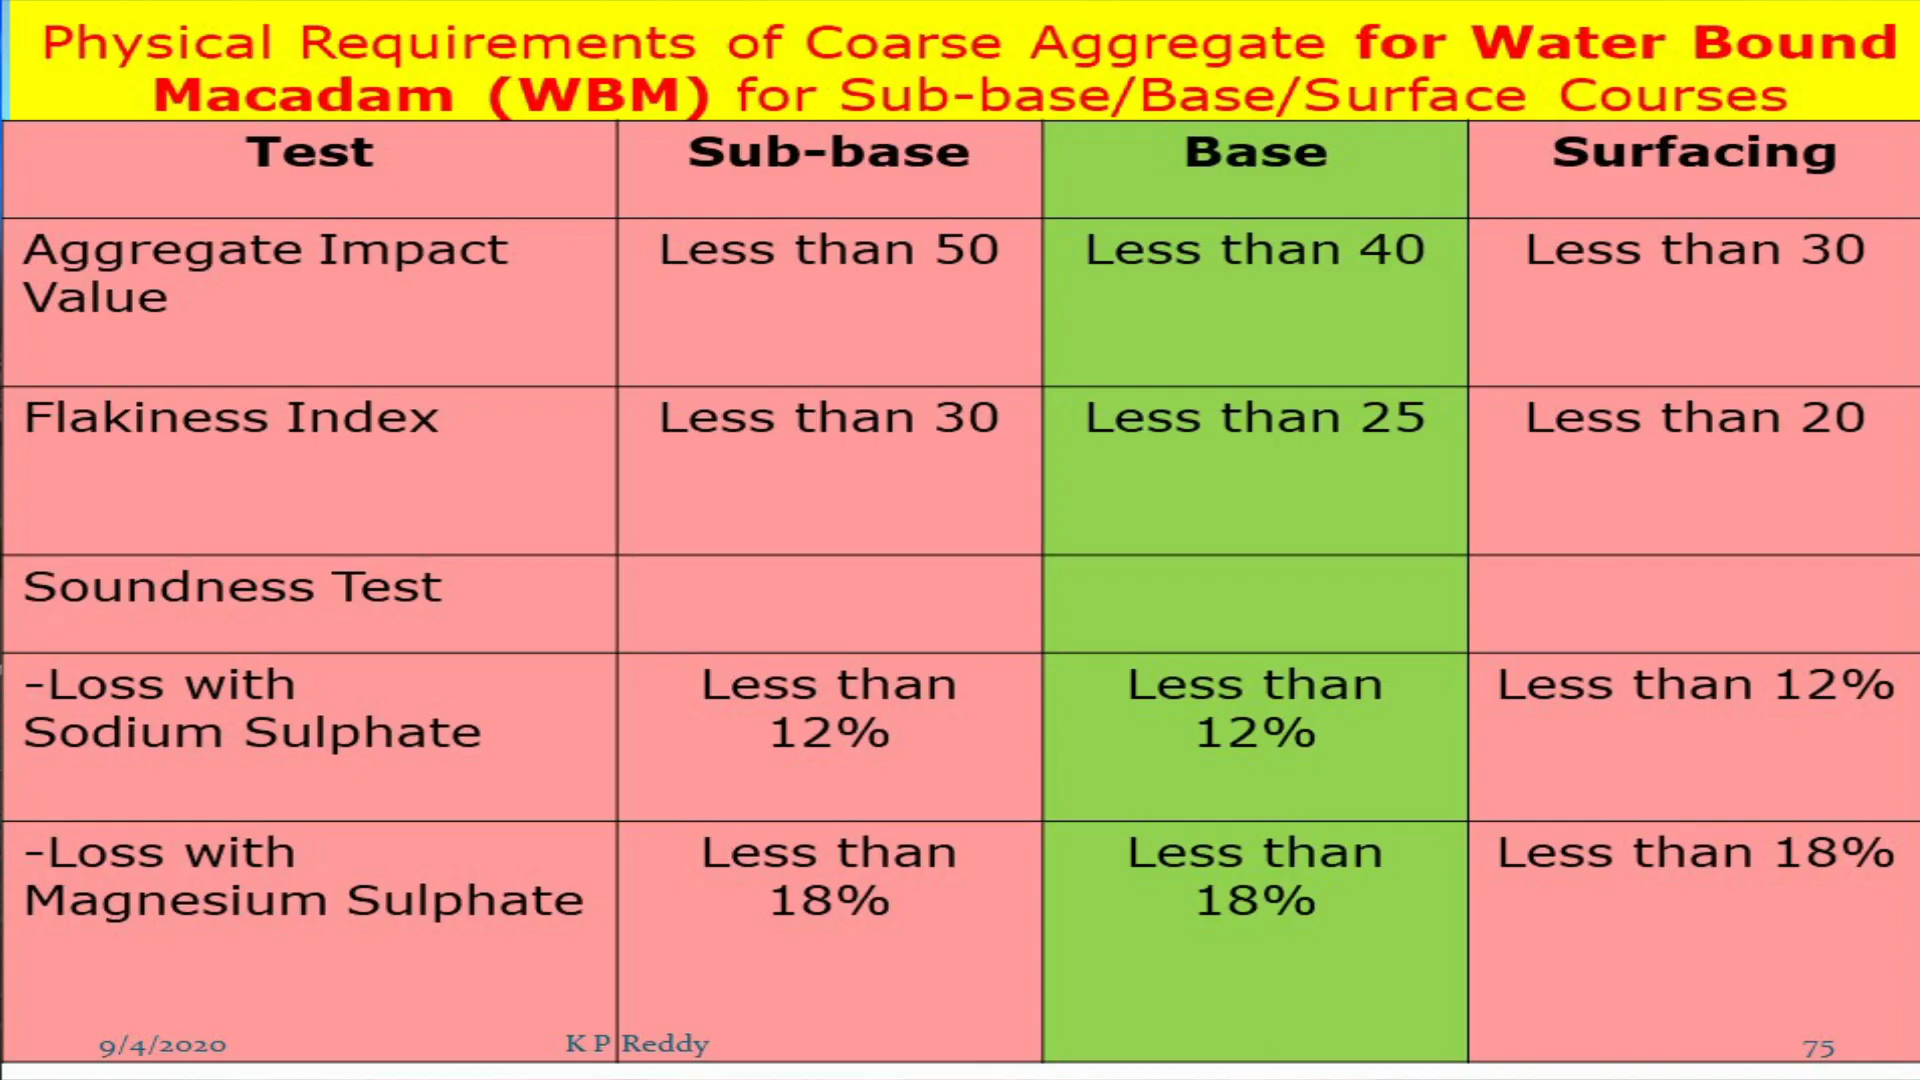 Physical Requirements of Coarse Aggregate for Water Bound
Macadam (WBM) for Sub-base/Base/Surface Courses
Test Sub-base Base Surfacing
Aggregate Impact Less than 50 Less than 40 Less than 30
Value
Flakiness Index Less than 30 Less than 25 Less than 20
Soundness Test
-Loss with Less than Less than Less than 12%
Sodium Sulphate 12% 12%
-Loss with Less than Less than Less than 18%
Magnesium Sulphate 18% 18%
9/4/2020 K P Reddy 75